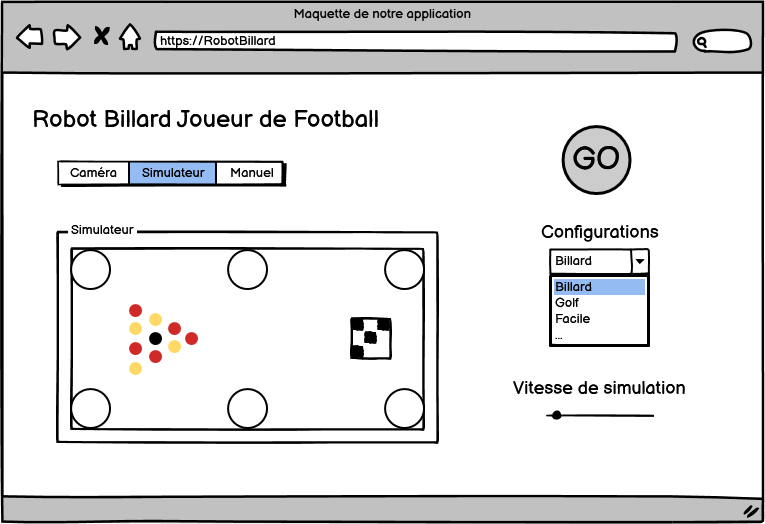 Maquette de notre application
https://RobotBillard
Robot Billard Joueur de Football
GO
Caméra Simulateur Manuel
Simulateur
Configurations
Billard
Billard
Golf
Facile
...
Vitesse de simulation